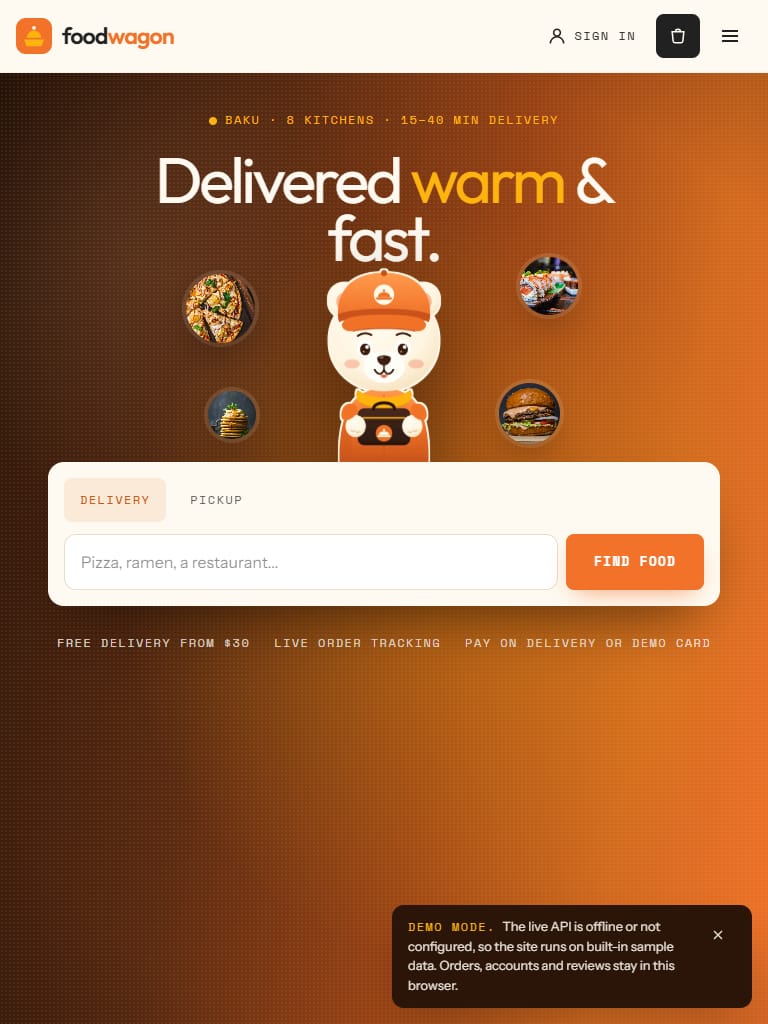 foodwagon
SIGN IN
BAKU · 8 KITCHENS · 15–40 MIN DELIVERY
Delivered warm &
fast.
DELIVERY
PICKUP
Pizza, ramen, a restaurant...
FIND FOOD
FREE DELIVERY FROM $30
LIVE ORDER TRACKING
PAY ON DELIVERY OR DEMO CARD
DEMO MODE. The live API is offline or not
configured, so the site runs on built-in sample
data. Orders, accounts and reviews stay in this
browser.